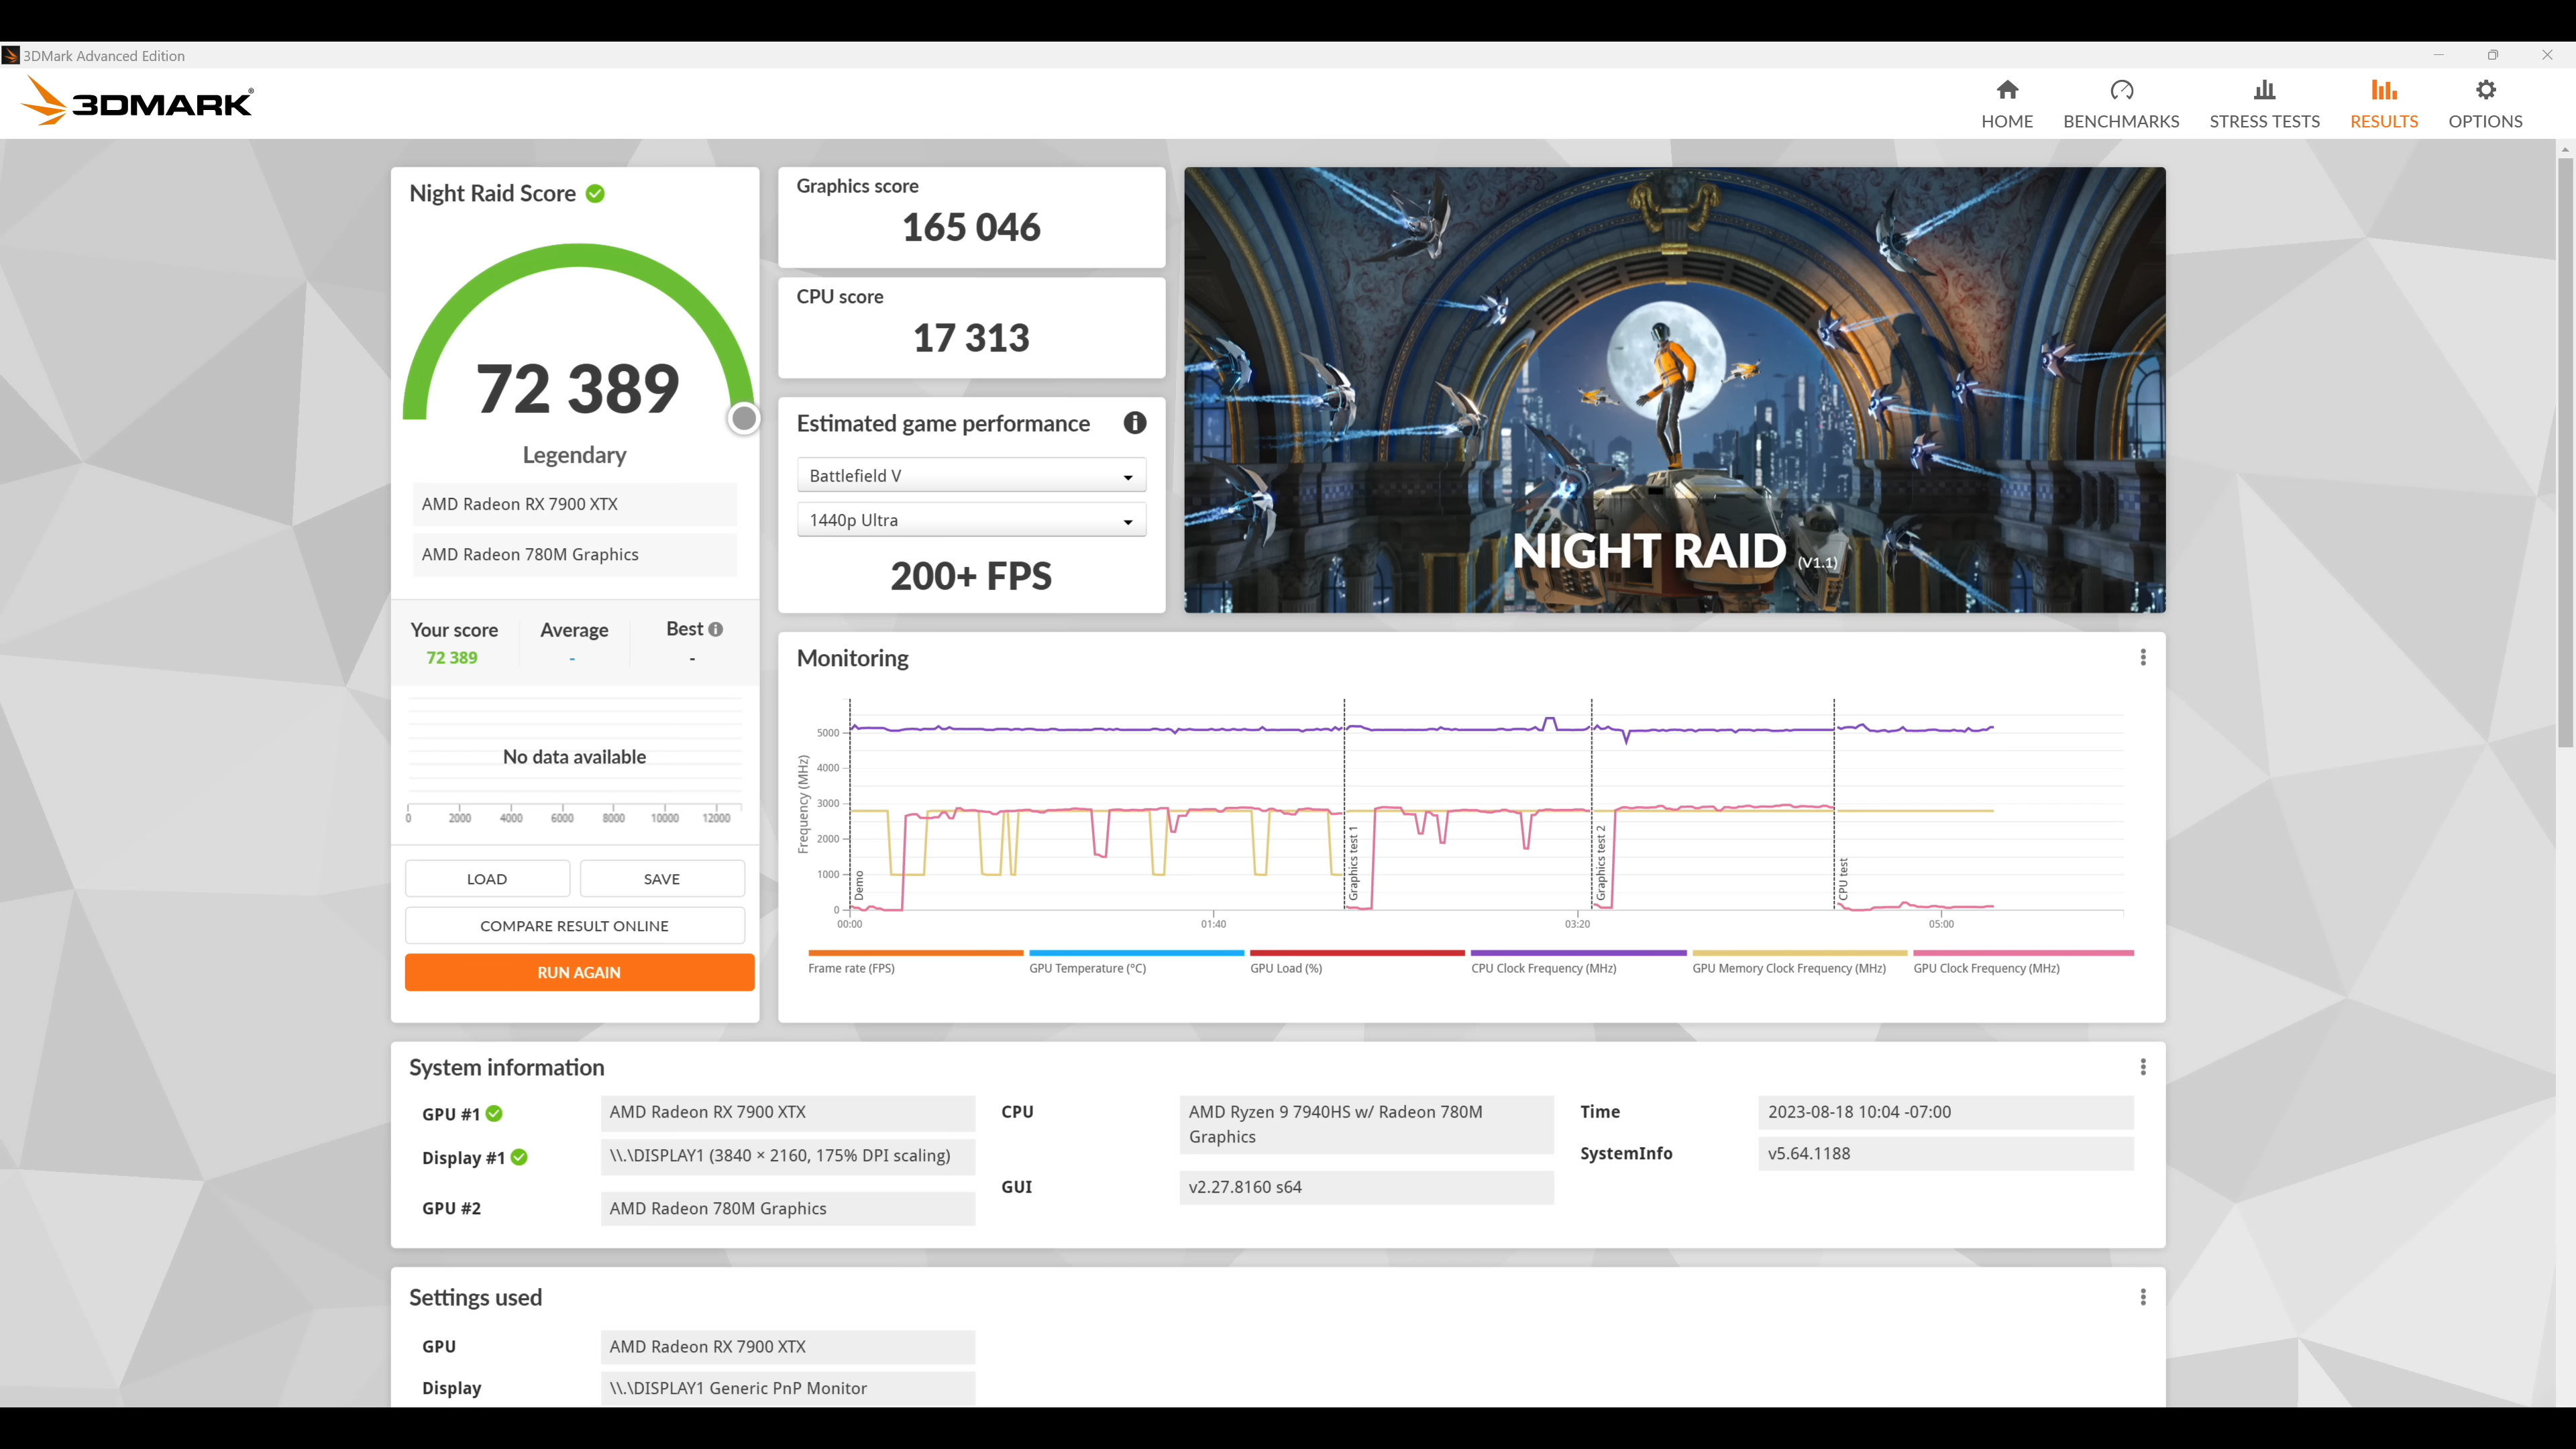 3DMark Advanced Edition
3DMARK®
HOME
BENCHMARKS
STRESS TESTS
RESULTS
OPTIONS
Night Raid Score
72 389
Legendary
AMD Radeon RX 7900 XTX
AMD Radeon 780M Graphics
Your score
72 389
Average
-
Best
-
No data available
0 2000 4000 6000 8000 10000 12000
LOAD
SAVE
COMPARE RESULT ONLINE
RUN AGAIN
Graphics score
165 046
CPU score
17 313
Estimated game performance
Battlefield V
1440p Ultra
200+ FPS
NIGHT RAID (V1.1)
Monitoring
Frequency (MHz)
5000
4000
3000
2000
1000
0
Demo
Graphics test 1
Graphics test 2
CPU test
00:00 01:40 03:20 05:00
Frame rate (FPS)
GPU Temperature (°C)
GPU Load (%)
CPU Clock Frequency (MHz)
GPU Memory Clock Frequency (MHz)
GPU Clock Frequency (MHz)
System information
GPU #1
AMD Radeon RX 7900 XTX
Display #1
\\.\DISPLAY1 (3840 × 2160, 175% DPI scaling)
GPU #2
AMD Radeon 780M Graphics
CPU
AMD Ryzen 9 7940HS w/ Radeon 780M
Graphics
GUI
v2.27.8160 s64
Time
2023-08-18 10:04 -07:00
SystemInfo
v5.64.1188
Settings used
GPU
AMD Radeon RX 7900 XTX
Display
\\.\DISPLAY1 Generic PnP Monitor